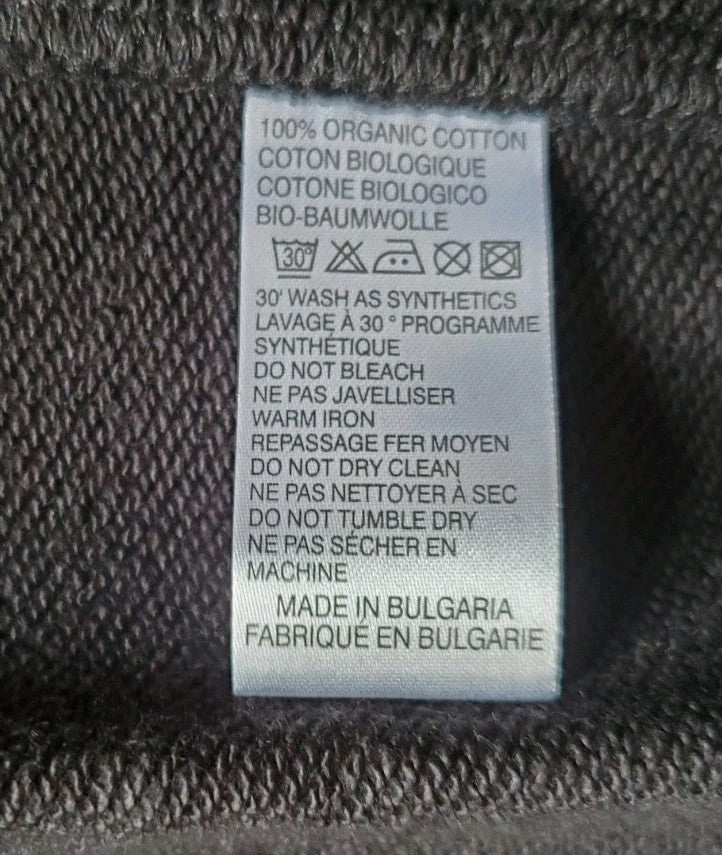 100% ORGANIC COTTON
COTON BIOLOGIQUE
COTONE BIOLOGICO
BIO-BAUMWOLLE
30°
30' WASH AS SYNTHETICS
LAVAGE À 30 ° PROGRAMME
SYNTHÉTIQUE
DO NOT BLEACH
NE PAS JAVELLISER
WARM IRON
REPASSAGE FER MOYEN
DO NOT DRY CLEAN
NE PAS NETTOYER À SEC
DO NOT TUMBLE DRY
NE PAS SÉCHER EN
MACHINE
MADE IN BULGARIA
FABRIQUÉ EN BULGARIE